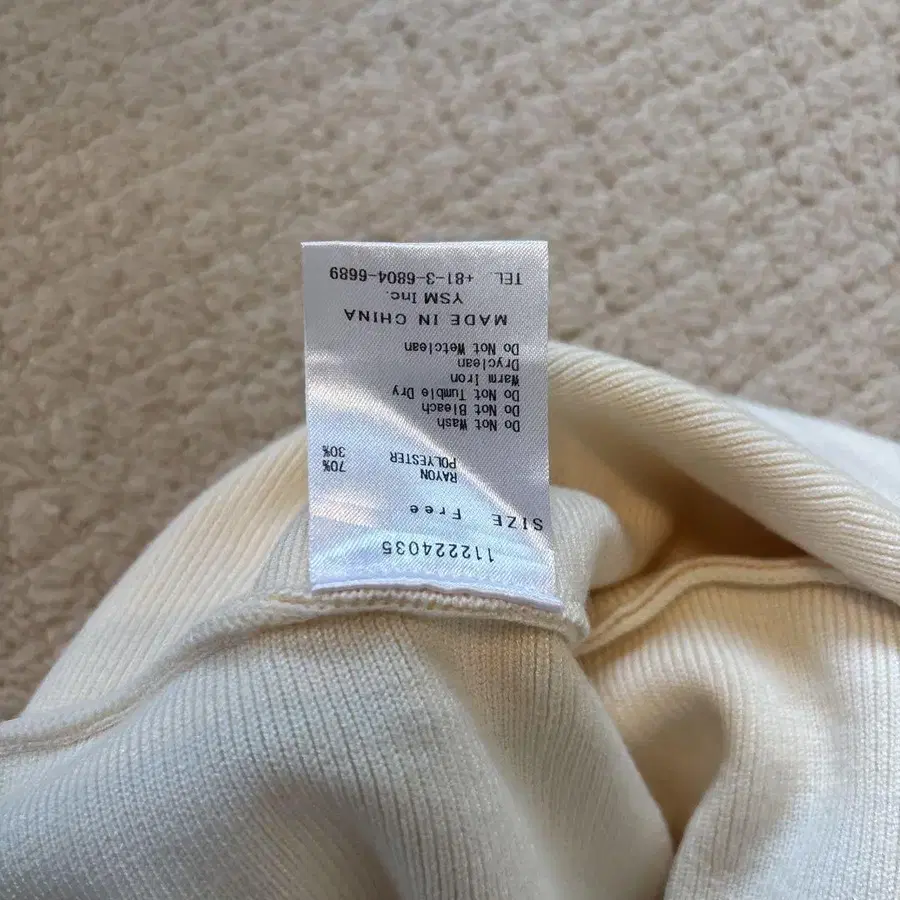 112224035
SIZE Free
RAYON 70%
POLYESTER 30%
Do Not Wash
Do Not Bleach
Do Not Tumble Dry
Warm Iron
Dryclean
Do Not Wetclean
MADE IN CHINA
YSM Inc.
TEL +81-3-6804-6689